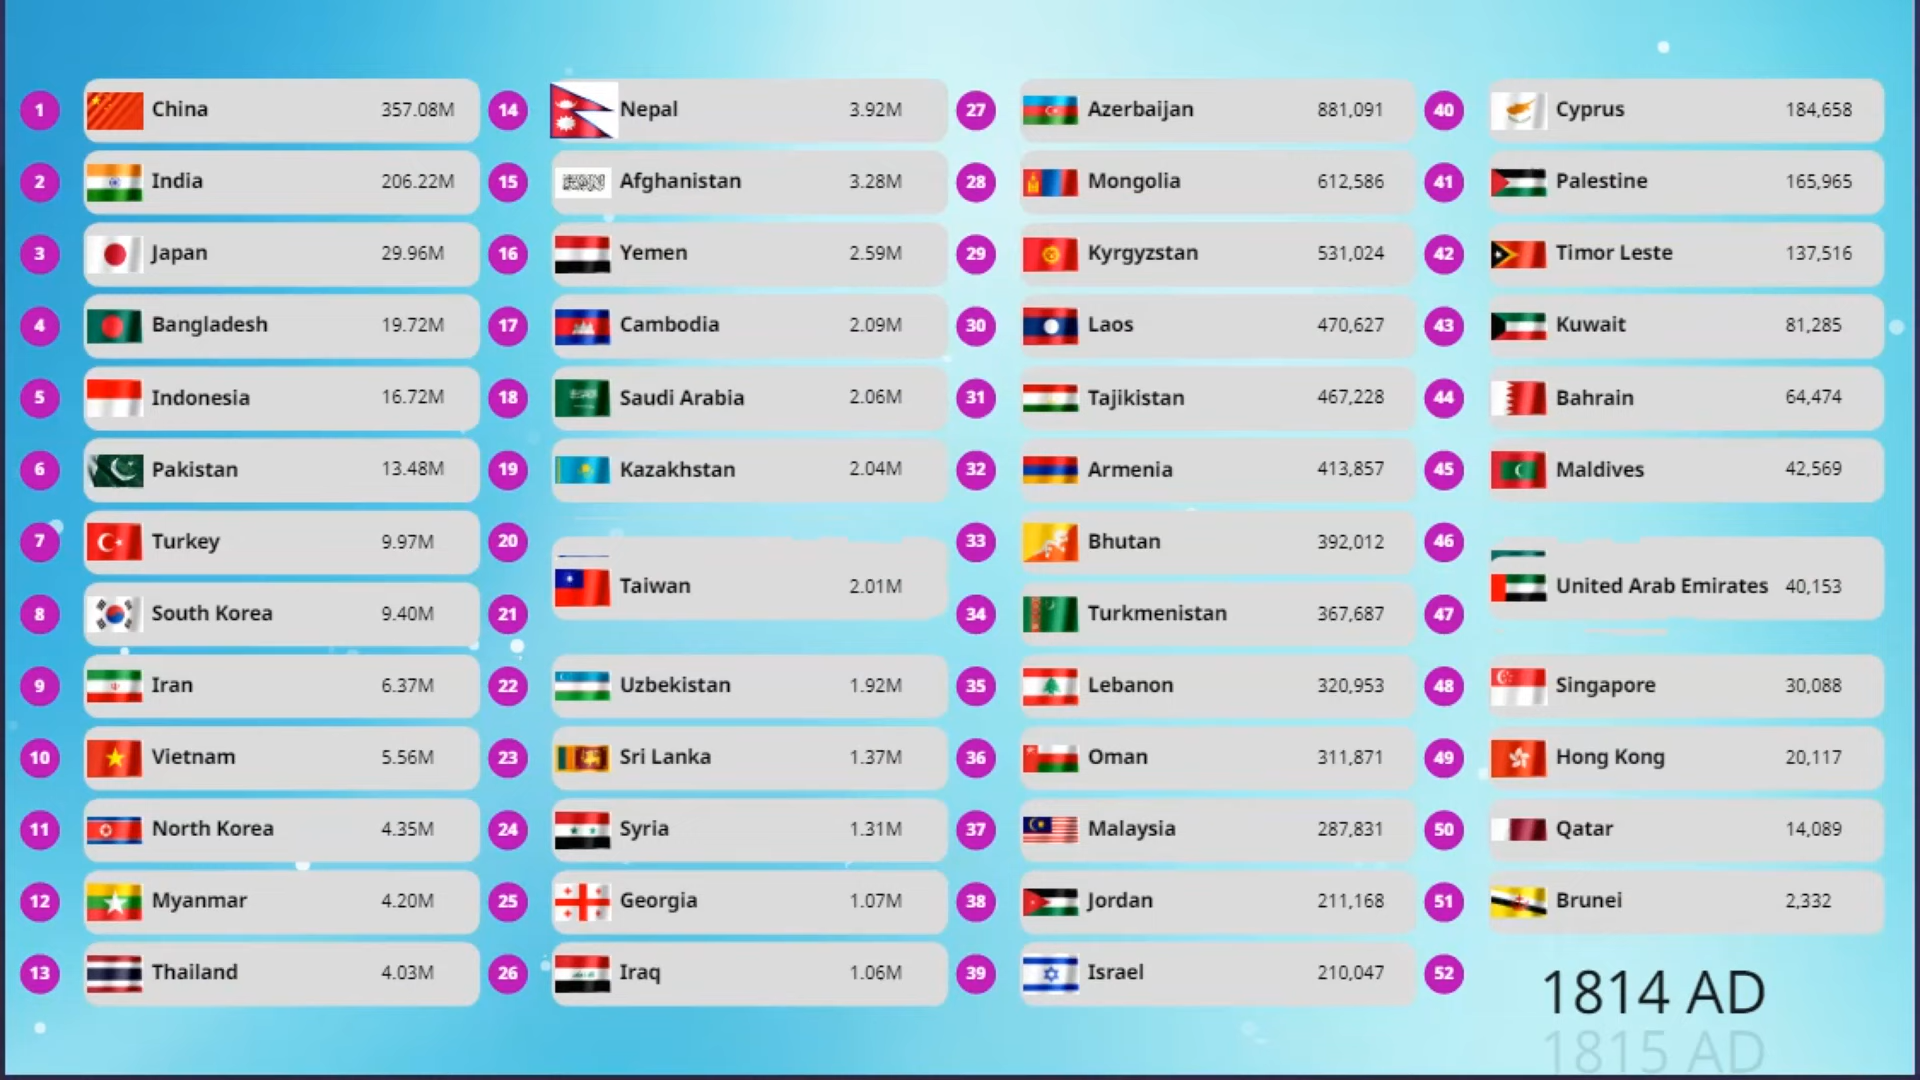 1 China 357.08M
2 India 206.22M
3 Japan 29.96M
4 Bangladesh 19.72M
5 Indonesia 16.72M
6 Pakistan 13.48M
7 Turkey 9.97M
8 South Korea 9.40M
9 Iran 6.37M
10 Vietnam 5.56M
11 North Korea 4.35M
12 Myanmar 4.20M
13 Thailand 4.03M
14 Nepal 3.92M
15 Afghanistan 3.28M
16 Yemen 2.59M
17 Cambodia 2.09M
18 Saudi Arabia 2.06M
19 Kazakhstan 2.04M
20
Taiwan 2.01M
21
22 Uzbekistan 1.92M
23 Sri Lanka 1.37M
24 Syria 1.31M
25 Georgia 1.07M
26 Iraq 1.06M
27 Azerbaijan 881,091
28 Mongolia 612,586
29 Kyrgyzstan 531,024
30 Laos 470,627
31 Tajikistan 467,228
32 Armenia 413,857
33 Bhutan 392,012
34 Turkmenistan 367,687
35 Lebanon 320,953
36 Oman 311,871
37 Malaysia 287,831
38 Jordan 211,168
39 Israel 210,047
40 Cyprus 184,658
41 Palestine 165,965
42 Timor Leste 137,516
43 Kuwait 81,285
44 Bahrain 64,474
45 Maldives 42,569
46
United Arab Emirates 40,153
47
48 Singapore 30,088
49 Hong Kong 20,117
50 Qatar 14,089
51 Brunei 2,332
52
1814 AD
1815 AD